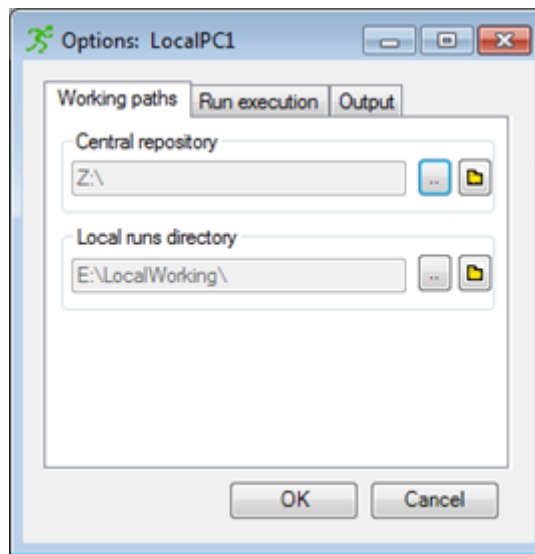 Options: LocalPC1
Working paths Run execution Output
Central repository
Z:\
..
Local runs directory
E:\LocalWorking\
..
OK Cancel